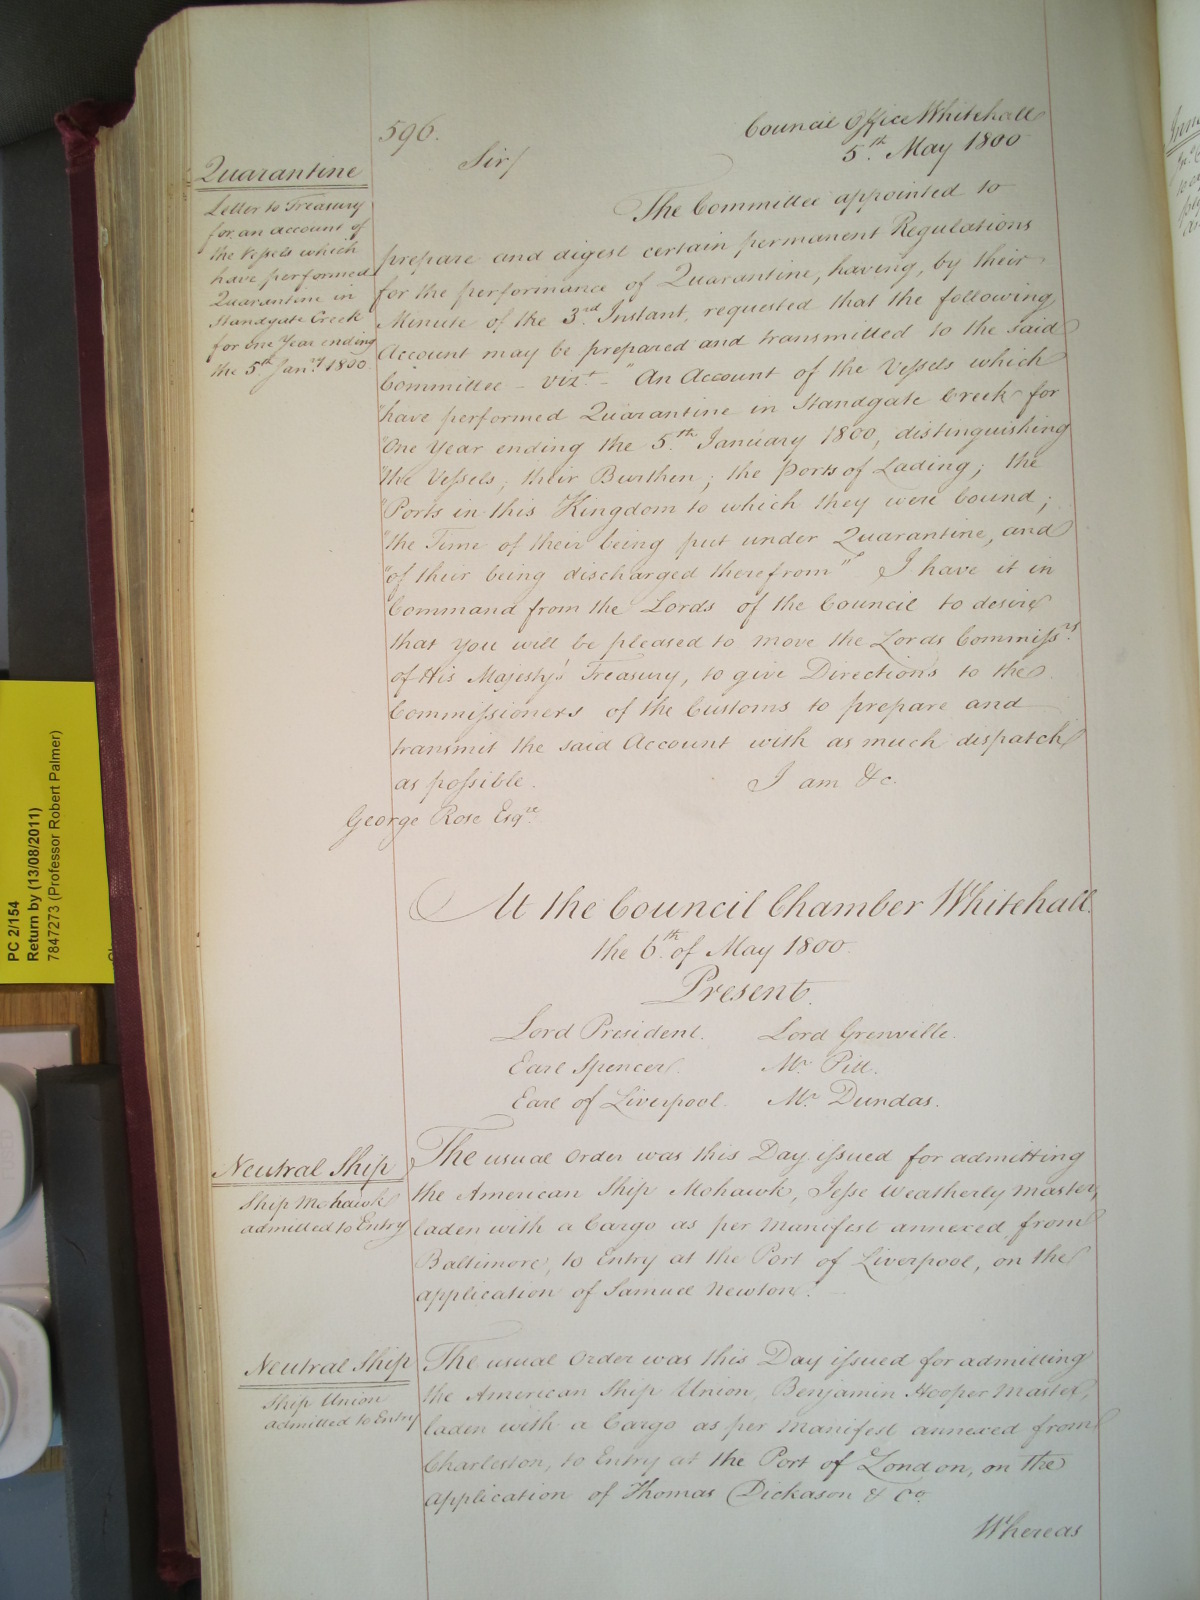 596.
Council Office Whitehall
5th May 1800
Sir/
Quarantine
Letter to Treasury
for an account of
the Vessels which
have performed
Quarantine in
Standgate Creek
for one Year ending
the 5th Jany 1800.
The Committee appointed to
prepare and digest certain permanent Regulations
for the performance of Quarantine, having, by their
Minute of the 3rd Instant, requested that the following
Account may be prepared and transmitted to the said
Committee - vizt - "An Account of the Vessels which
"have performed Quarantine in Standgate Creek for
"One Year ending the 5th January 1800, distinguishing
"the Vessels; their Burthen; the Ports of Lading; the
"Ports in this Kingdom to which they were bound;
"the Time of their being put under Quarantine, and
"of their being discharged therefrom" I have it in
Command from the Lords of the Council to desire
that you will be pleased to move the Lords Commissrs
of His Majesty's Treasury, to give Directions to the
Commissioners of the Customs to prepare and
transmit the said Account with as much dispatch
as possible. I am &c.
George Rose Esqre
At the Council Chamber Whitehall
the 6th of May 1800.
Present.
Lord President. Lord Grenville.
Earl Spencer. Mr Pitt.
Earl of Liverpool. Mr Dundas.
Neutral Ship
Ship Mohawk
admitted to Entry
The usual Order was this Day issued for admitting
the American Ship Mohawk, Jesse Weatherly Master,
laden with a Cargo as per Manifest annexed from
Baltimore, to Entry at the Port of Liverpool, on the
application of Samuel Newton.
Neutral Ship
Ship Union
admitted to Entry
The usual Order was this Day issued for admitting
the American Ship Union, Benjamin Hooper Master,
laden with a Cargo as per Manifest annexed from
Charleston, to Entry at the Port of London, on the
application of Thomas Dickason & Co.
Whereas
PC 2/154
Return by (13/08/2011)
7847273 (Professor Robert Palmer)